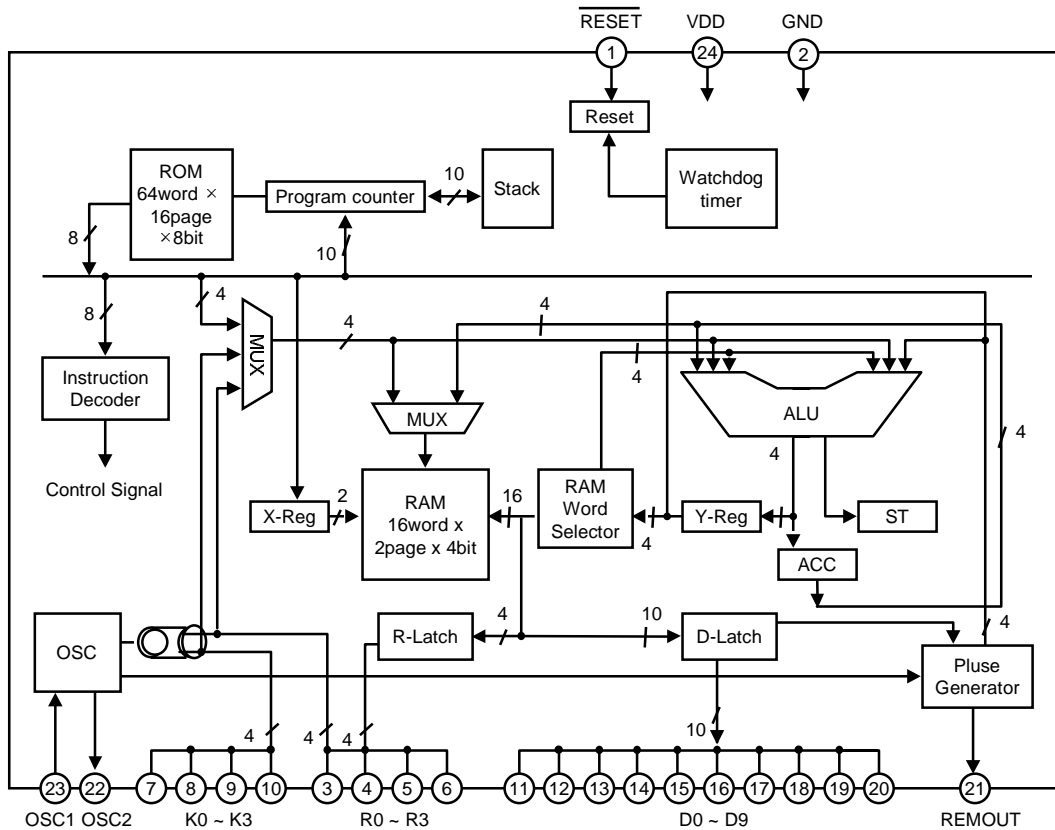 RESET VDD GND
1 24 2
Reset
ROM
64word ×
16page
×8bit
Program counter
10
Stack
Watchdog
timer
8
10
8
4
MUX
4
4
4
Instruction
Decoder
Control Signal
MUX
ALU
4
4
X-Reg
2
RAM
16word x
2page x 4bit
16
RAM
Word
Selector
4
Y-Reg
ST
ACC
OSC
R-Latch
4
10
D-Latch
4
Pluse
Generator
4
4
4
10
23 22 7 8 9 10 3 4 5 6 11 12 13 14 15 16 17 18 19 20 21
OSC1 OSC2 K0 ~ K3 R0 ~ R3 D0 ~ D9 REMOUT